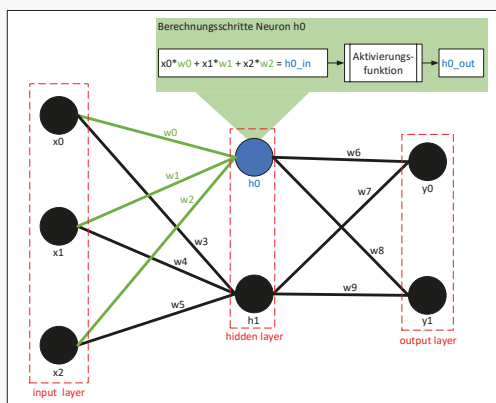 Berechnungsschritte Neuron h0
x0*w0 + x1*w1 + x2*w2 = h0_in
Aktivierungs-
funktion
h0_out
w0
x0
w1
w2
w3
x1
w4
w5
x2
input layer
h0
h1
hidden layer
w6
w7
w8
w9
y0
y1
output layer